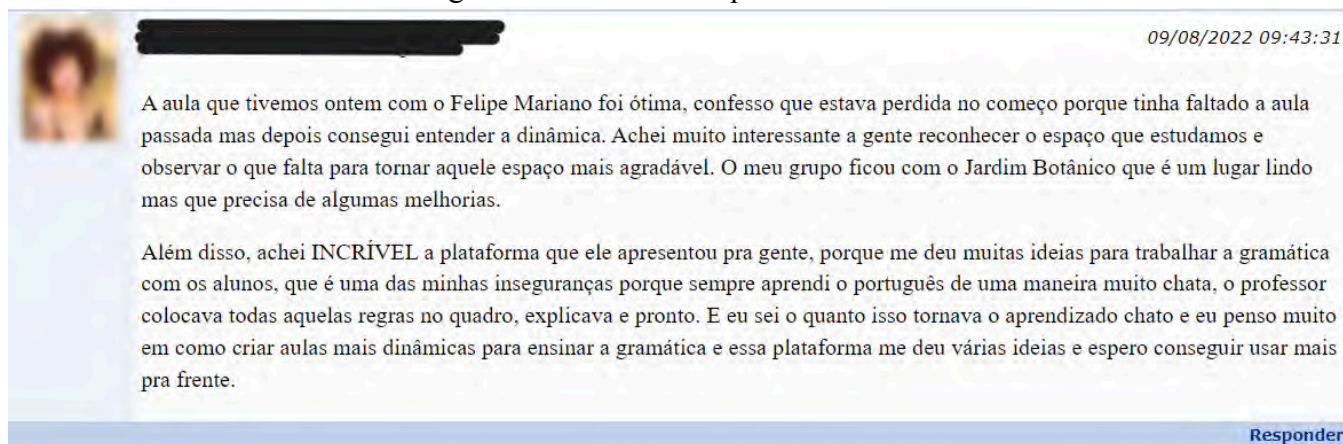 09/08/2022 09:43:31
A aula que tivemos ontem com o Felipe Mariano foi ótima, confesso que estava perdida no começo porque tinha faltado a aula
passada mas depois consegui entender a dinâmica. Achei muito interessante a gente reconhecer o espaço que estudamos e
observar o que falta para tornar aquele espaço mais agradável. O meu grupo ficou com o Jardim Botânico que é um lugar lindo
mas que precisa de algumas melhorias.
Além disso, achei INCRÍVEL a plataforma que ele apresentou pra gente, porque me deu muitas ideias para trabalhar a gramática
com os alunos, que é uma das minhas inseguranças porque sempre aprendi o português de uma maneira muito chata, o professor
colocava todas aquelas regras no quadro, explicava e pronto. E eu sei o quanto isso tornava o aprendizado chato e eu penso muito
em como criar aulas mais dinâmicas para ensinar a gramática e essa plataforma me deu várias ideias e espero conseguir usar mais
pra frente.
Responder